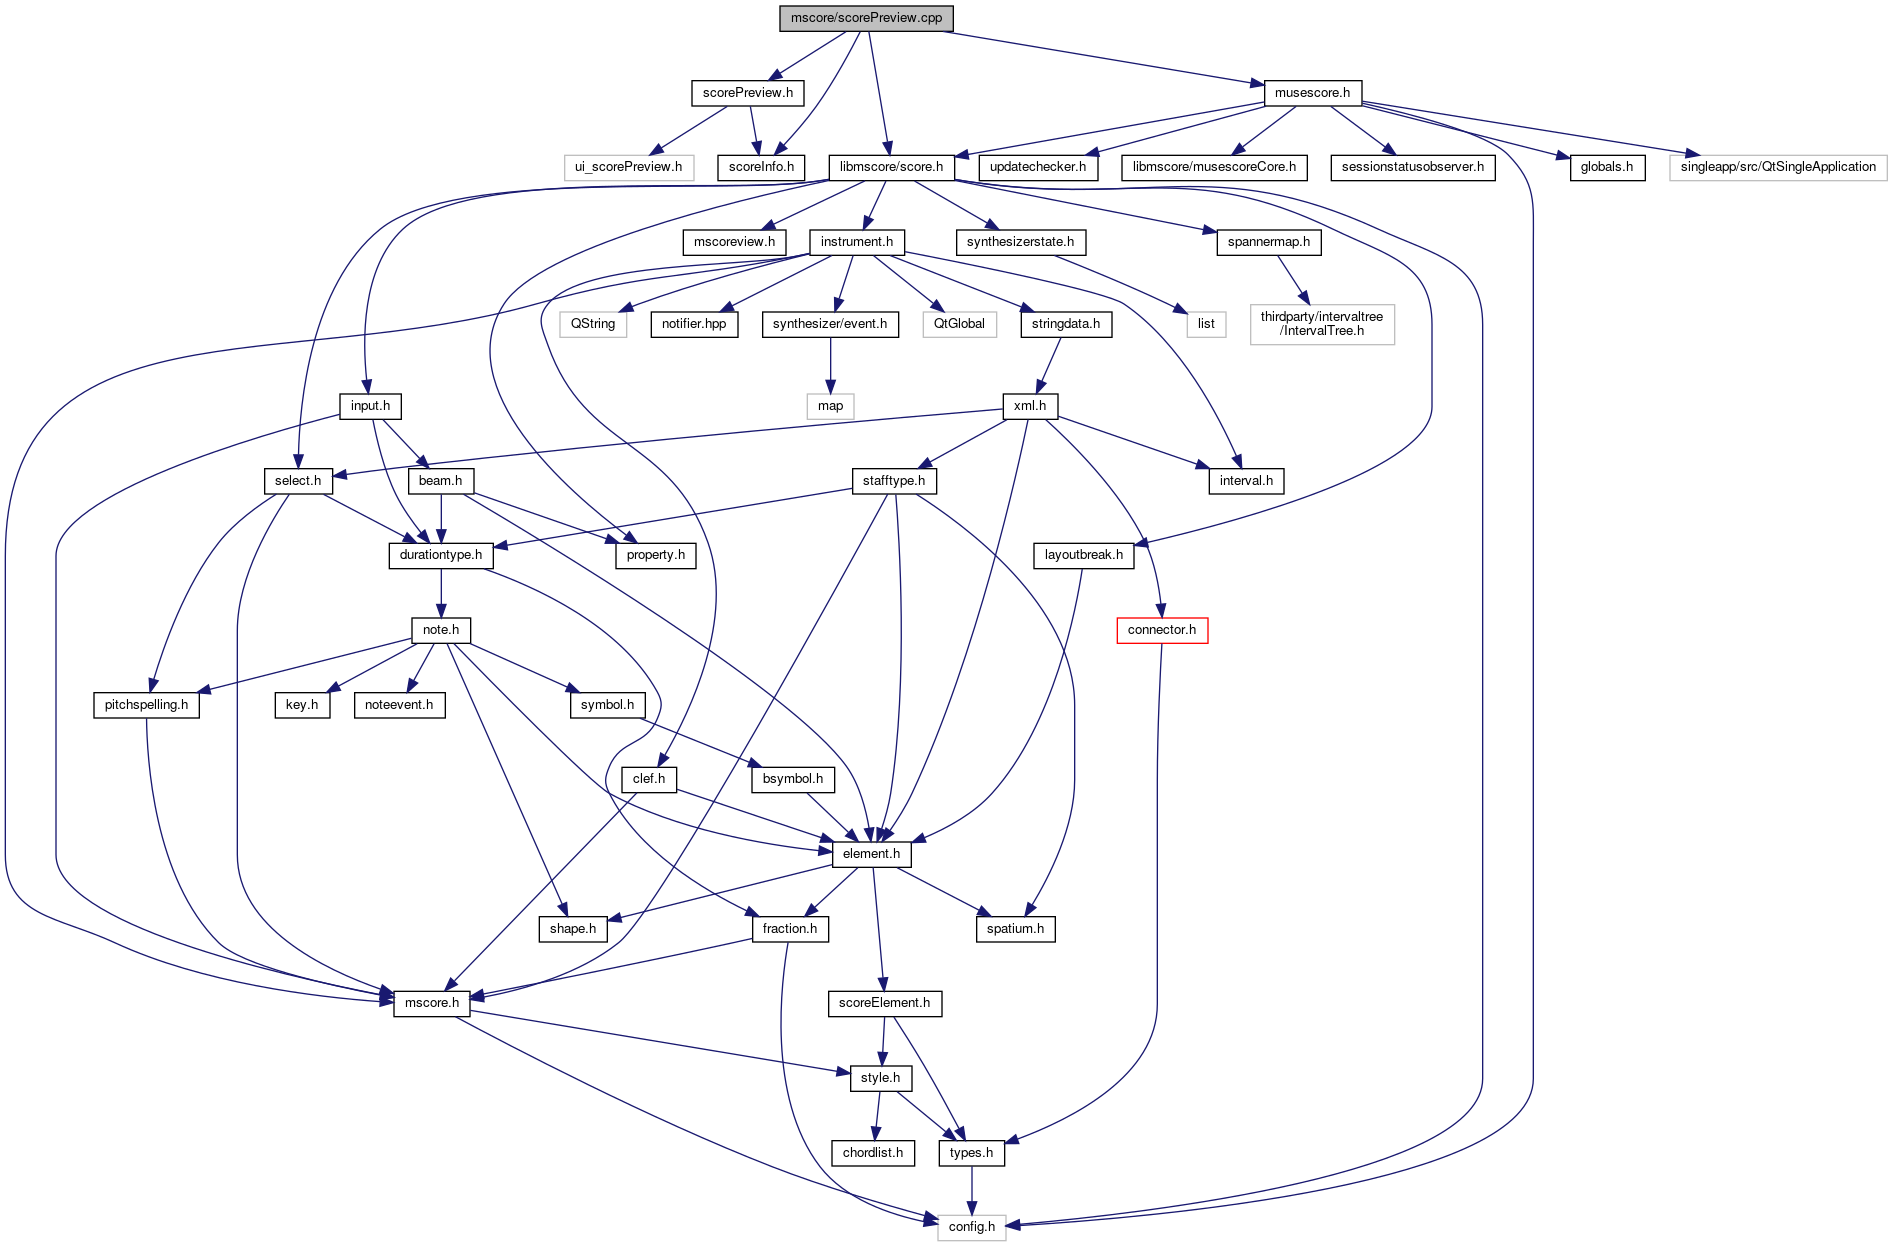 mscore/scorePreview.cpp
scorePreview.h
musescore.h
ui_scorePreview.h
scoreInfo.h
libmscore/score.h
updatechecker.h
libmscore/musescoreCore.h
sessionstatusobserver.h
globals.h
singleapp/src/QtSingleApplication
mscoreview.h
instrument.h
synthesizerstate.h
spannermap.h
QString
notifier.hpp
synthesizer/event.h
QtGlobal
stringdata.h
list
thirdparty/intervaltree
/IntervalTree.h
input.h
map
xml.h
select.h
beam.h
stafftype.h
interval.h
durationtype.h
property.h
layoutbreak.h
note.h
connector.h
pitchspelling.h
key.h
noteevent.h
symbol.h
clef.h
bsymbol.h
element.h
shape.h
fraction.h
spatium.h
mscore.h
scoreElement.h
style.h
chordlist.h
types.h
config.h